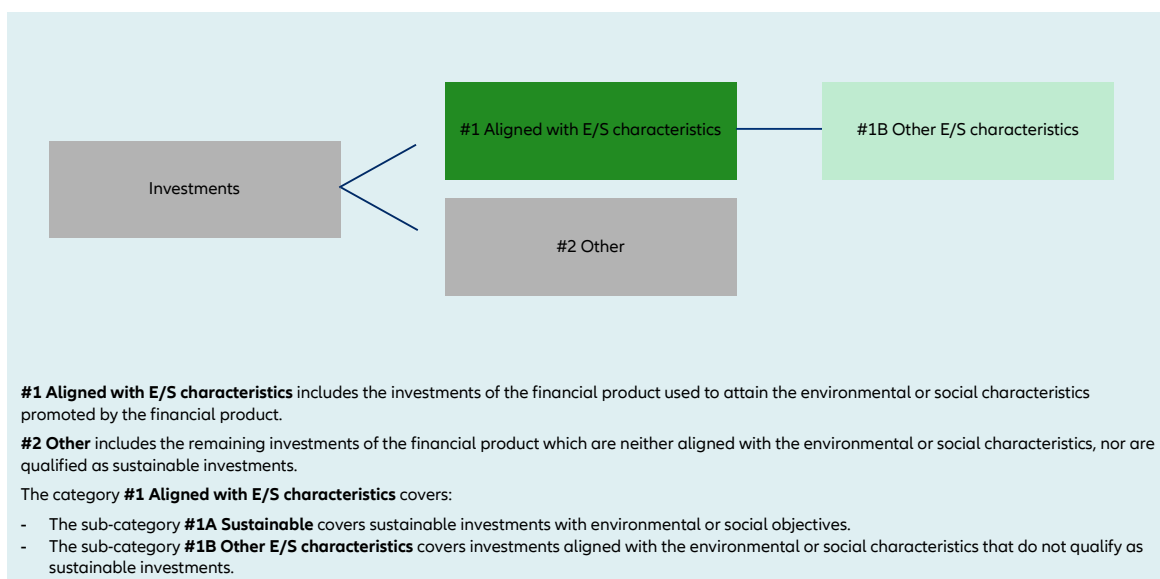 #1 Aligned with E/S characteristics
#1B Other E/S characteristics
Investments
#2 Other
#1 Aligned with E/S characteristics includes the investments of the financial product used to attain the environmental or social characteristics
promoted by the financial product.
#2 Other includes the remaining investments of the financial product which are neither aligned with the environmental or social characteristics, nor are
qualified as sustainable investments.
The category #1 Aligned with E/S characteristics covers:
- The sub-category #1A Sustainable covers sustainable investments with environmental or social objectives.
- The sub-category #1B Other E/S characteristics covers investments aligned with the environmental or social characteristics that do not qualify as
sustainable investments.